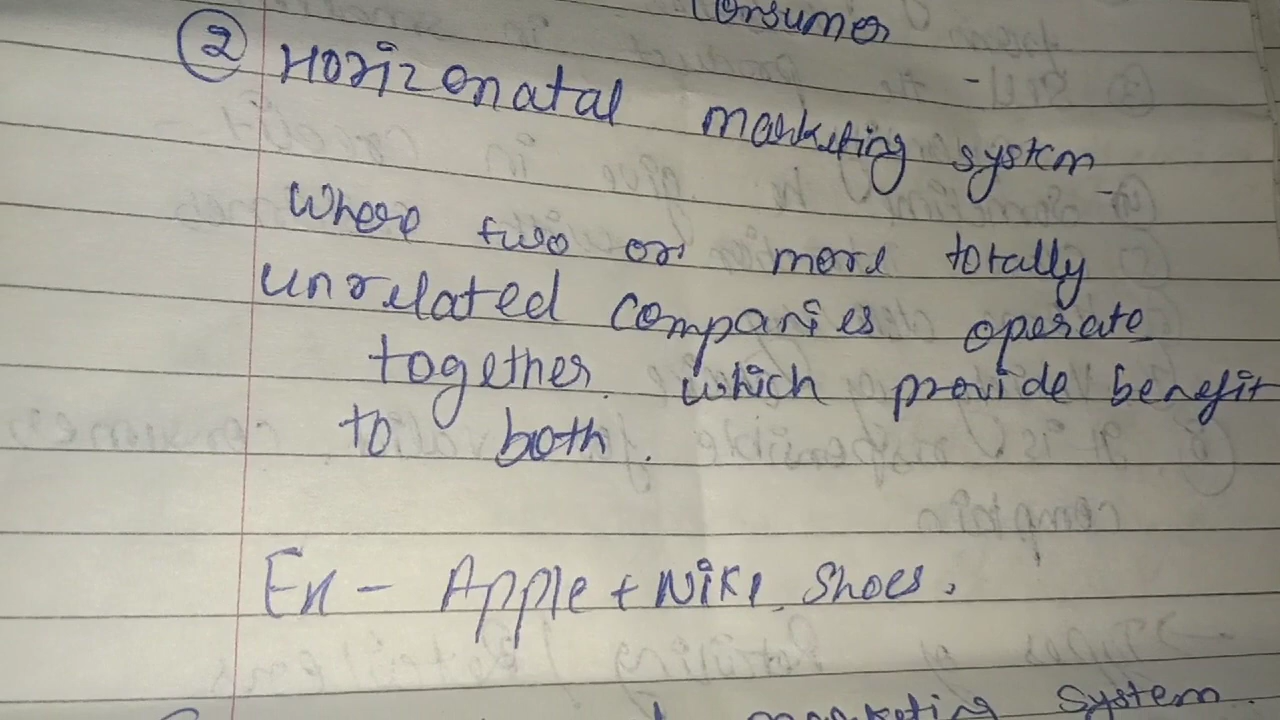 Consumer
② Horizonatal marketing system -
Where two or more totally
unrelated companies operate
together. which provide benefit
to both.
Ex - Apple + Nike Shoes.
marketing system.